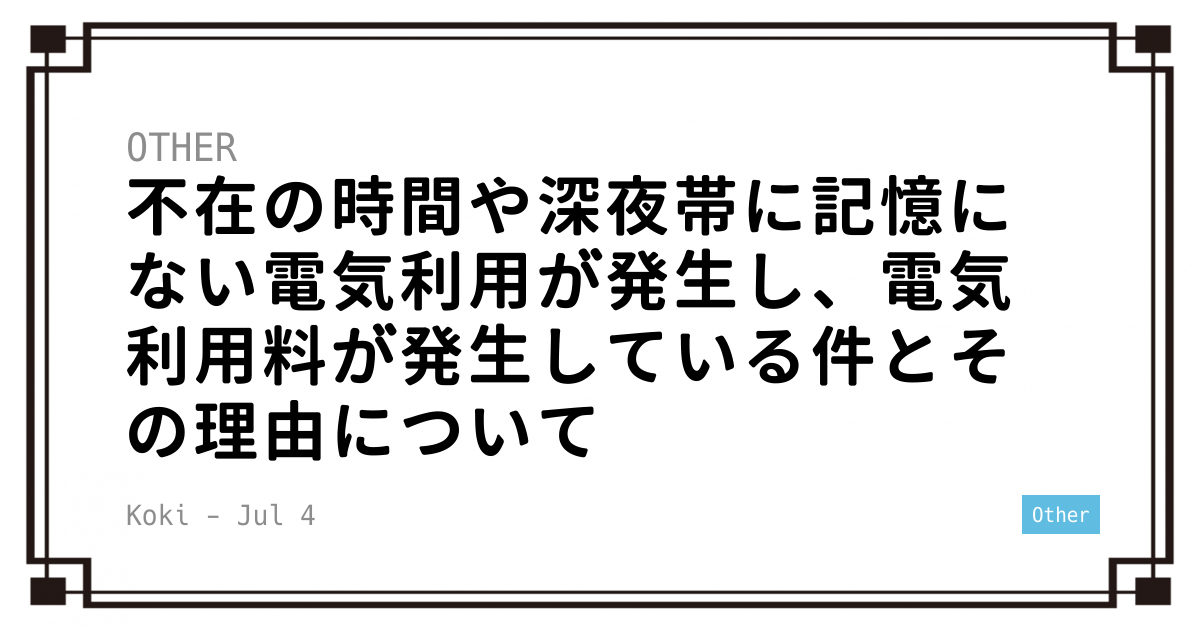 OTHER
不在の時間や深夜帯に記憶に
ない電気利用が発生し、電気
利用料が発生している件とそ
の理由について
Koki - Jul 4
Other